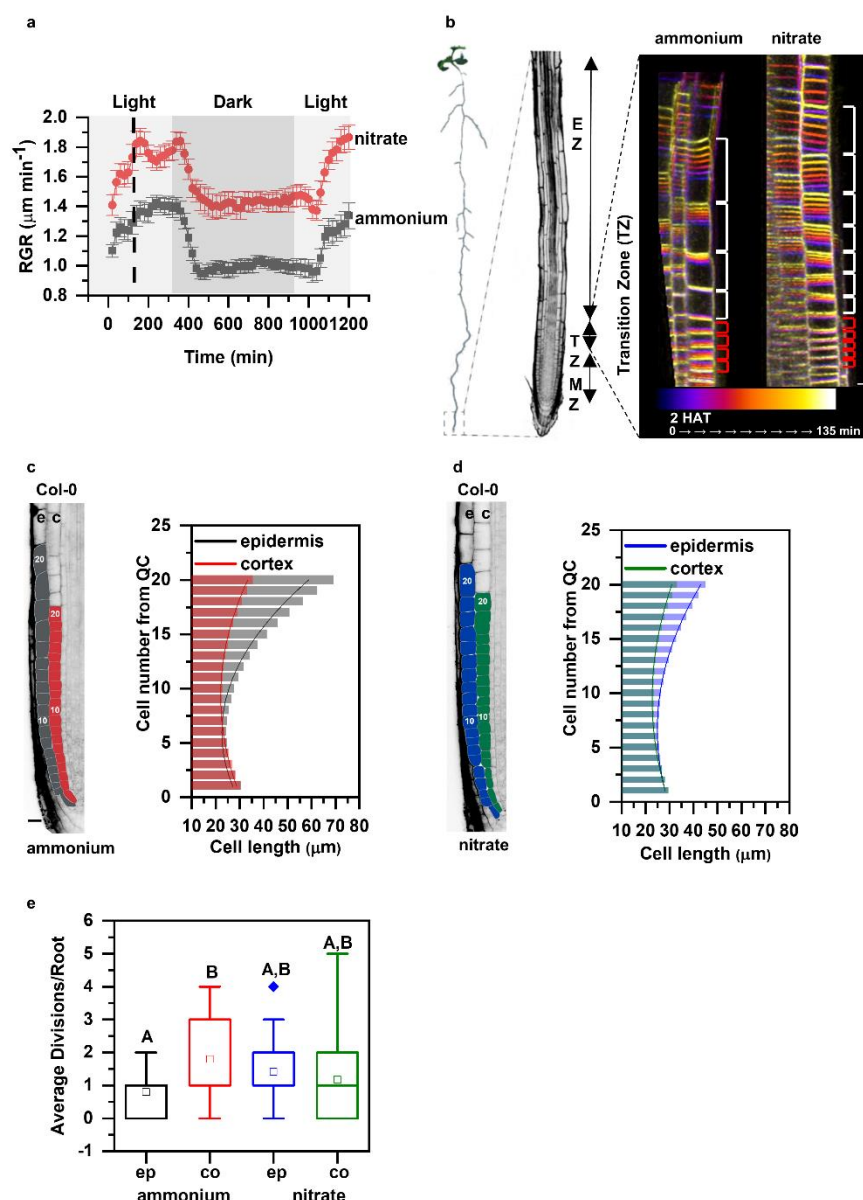 a
Light Dark Light
2.0
1.8
1.6
1.4
1.2
1.0
0.8
RGR (μm min⁻¹)
nitrate
ammonium
0 200 400 600 800 1000 1200
Time (min)
b
ammonium nitrate
E
Z
T
Z
M
Z
Transition Zone (TZ)
2 HAT
0 → → → → → → → → 135 min
c
Col-0
e c
20
20
10
10
ammonium
25
20
15
10
5
0
Cell number from QC
epidermis
cortex
10 20 30 40 50 60 70 80
Cell length (μm)
d
Col-0
e c
20
20
10
10
nitrate
25
20
15
10
5
0
Cell number from QC
epidermis
cortex
10 20 30 40 50 60 70 80
Cell length (μm)
e
6
5
4
3
2
1
0
-1
Average Divisions/Root
A
B
A,B
A,B
ep co ep co
ammonium nitrate